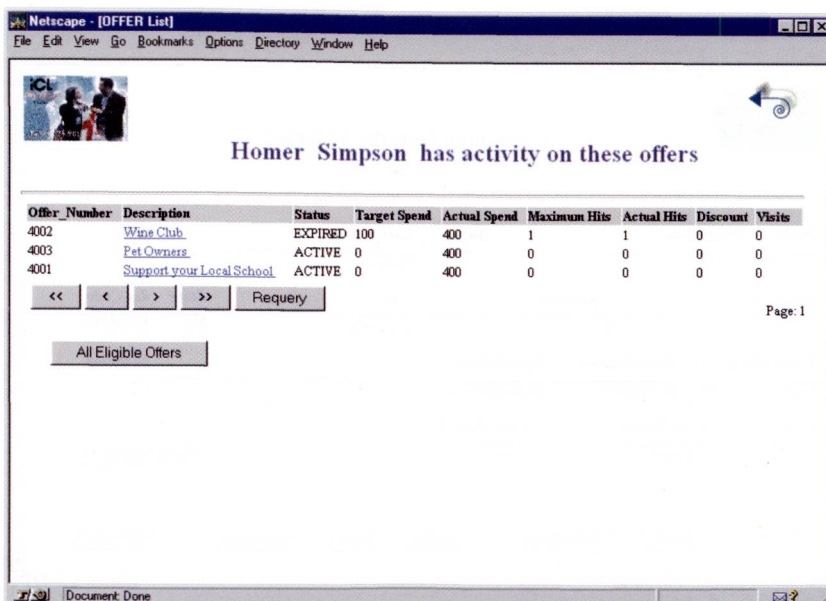 Netscape - [OFFER List]
File Edit View Go Bookmarks Options Directory Window Help
iCL
Homer Simpson has activity on these offers
Offer_Number Description Status Target Spend Actual Spend Maximum Hits Actual Hits Discount Visits
4002 Wine Club EXPIRED 100 400 1 1 0 0
4003 Pet Owners ACTIVE 0 400 0 0 0 0
4001 Support your Local School ACTIVE 0 400 0 0 0 0
<< < > >> Requery
Page: 1
All Eligible Offers
Document: Done